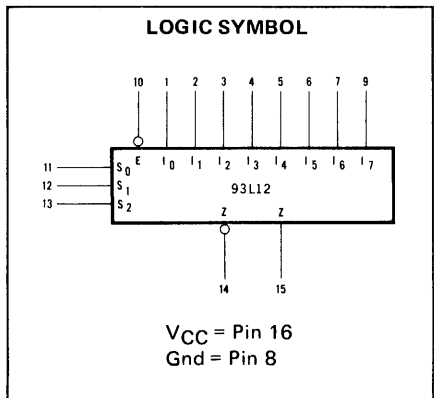 LOGIC SYMBOL
10 1 2 3 4 5 6 7 9
E I0 I1 I2 I3 I4 I5 I6 I7
11 S0
12 S1
13 S2
93L12
Z Z
14 15
VCC = Pin 16
Gnd = Pin 8